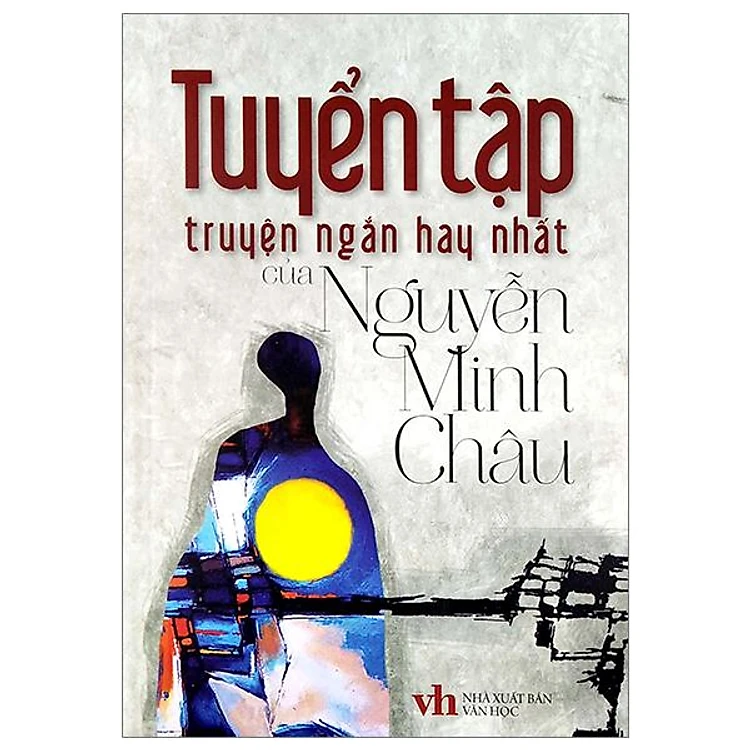 Tuyển tập
truyện ngắn hay nhất
của Nguyễn
Minh
Châu
vh NHÀ XUẤT BẢN
VĂN HỌC